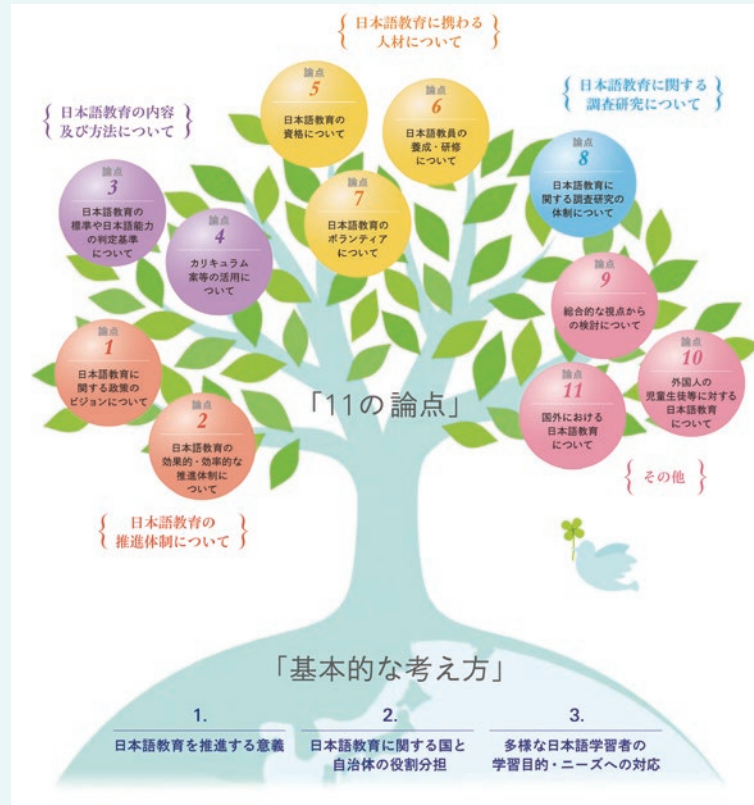 日本語教育に携わる
人材について
日本語教育の内容
及び方法について
日本語教育に関する
調査研究について
論点
5
日本語教育の
資格について
論点
6
日本語教員の
養成・研修
について
論点
3
日本語教育の
標準や日本語能力
の判定基準
について
論点
4
カリキュラム
案等の活用に
ついて
論点
7
日本語教育の
ボランティア
について
論点
8
日本語教育に
関する調査研究の
体制について
論点
9
総合的な視点から
の検討について
論点
10
外国人の
児童生徒等に対する
日本語教育
について
論点
1
日本語教育に
関する政策の
ビジョンについて
論点
2
日本語教育の
効果的・効率的な
推進体制に
ついて
「11の論点」
論点
11
国外における
日本語教育
について
その他
日本語教育の
推進体制について
「基本的な考え方」
1.
日本語教育を推進する意義
2.
日本語教育に関する国と
自治体の役割分担
3.
多様な日本語学習者の
学習目的・ニーズへの対応